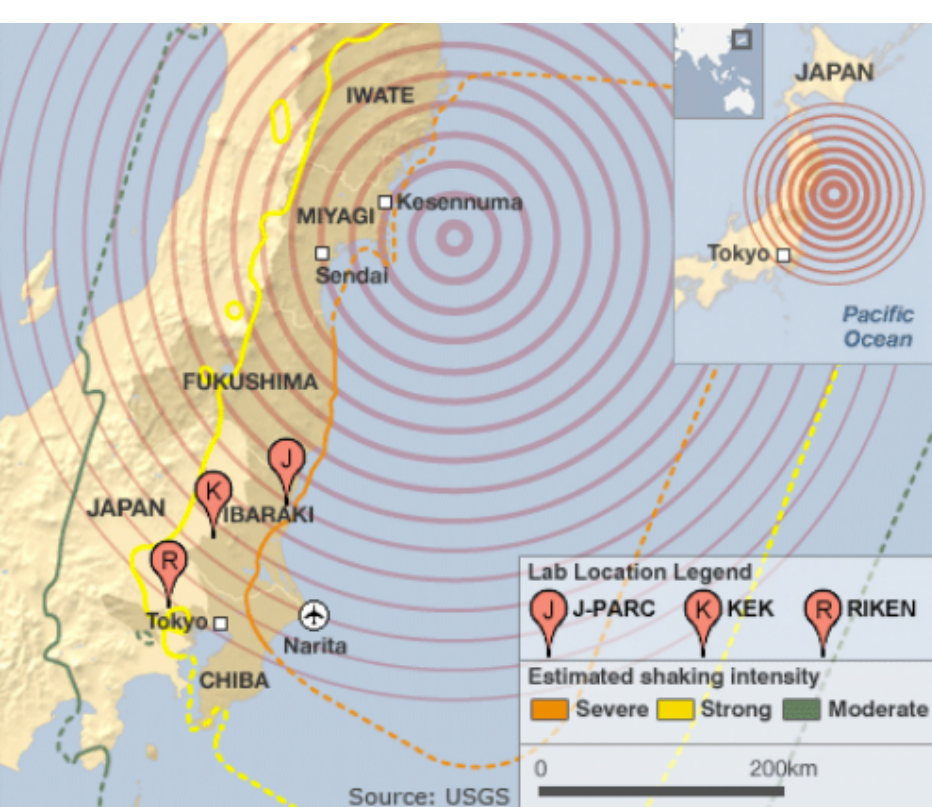 IWATE
JAPAN
Kesennuma
MIYAGI
Sendai
Tokyo
Pacific
Ocean
FUKUSHIMA
J
K
JAPAN
IBARAKI
R
Tokyo
Narita
CHIBA
Lab Location Legend
J J-PARC K KEK R RIKEN
Estimated shaking intensity
Severe Strong Moderate
0 200km
Source: USGS